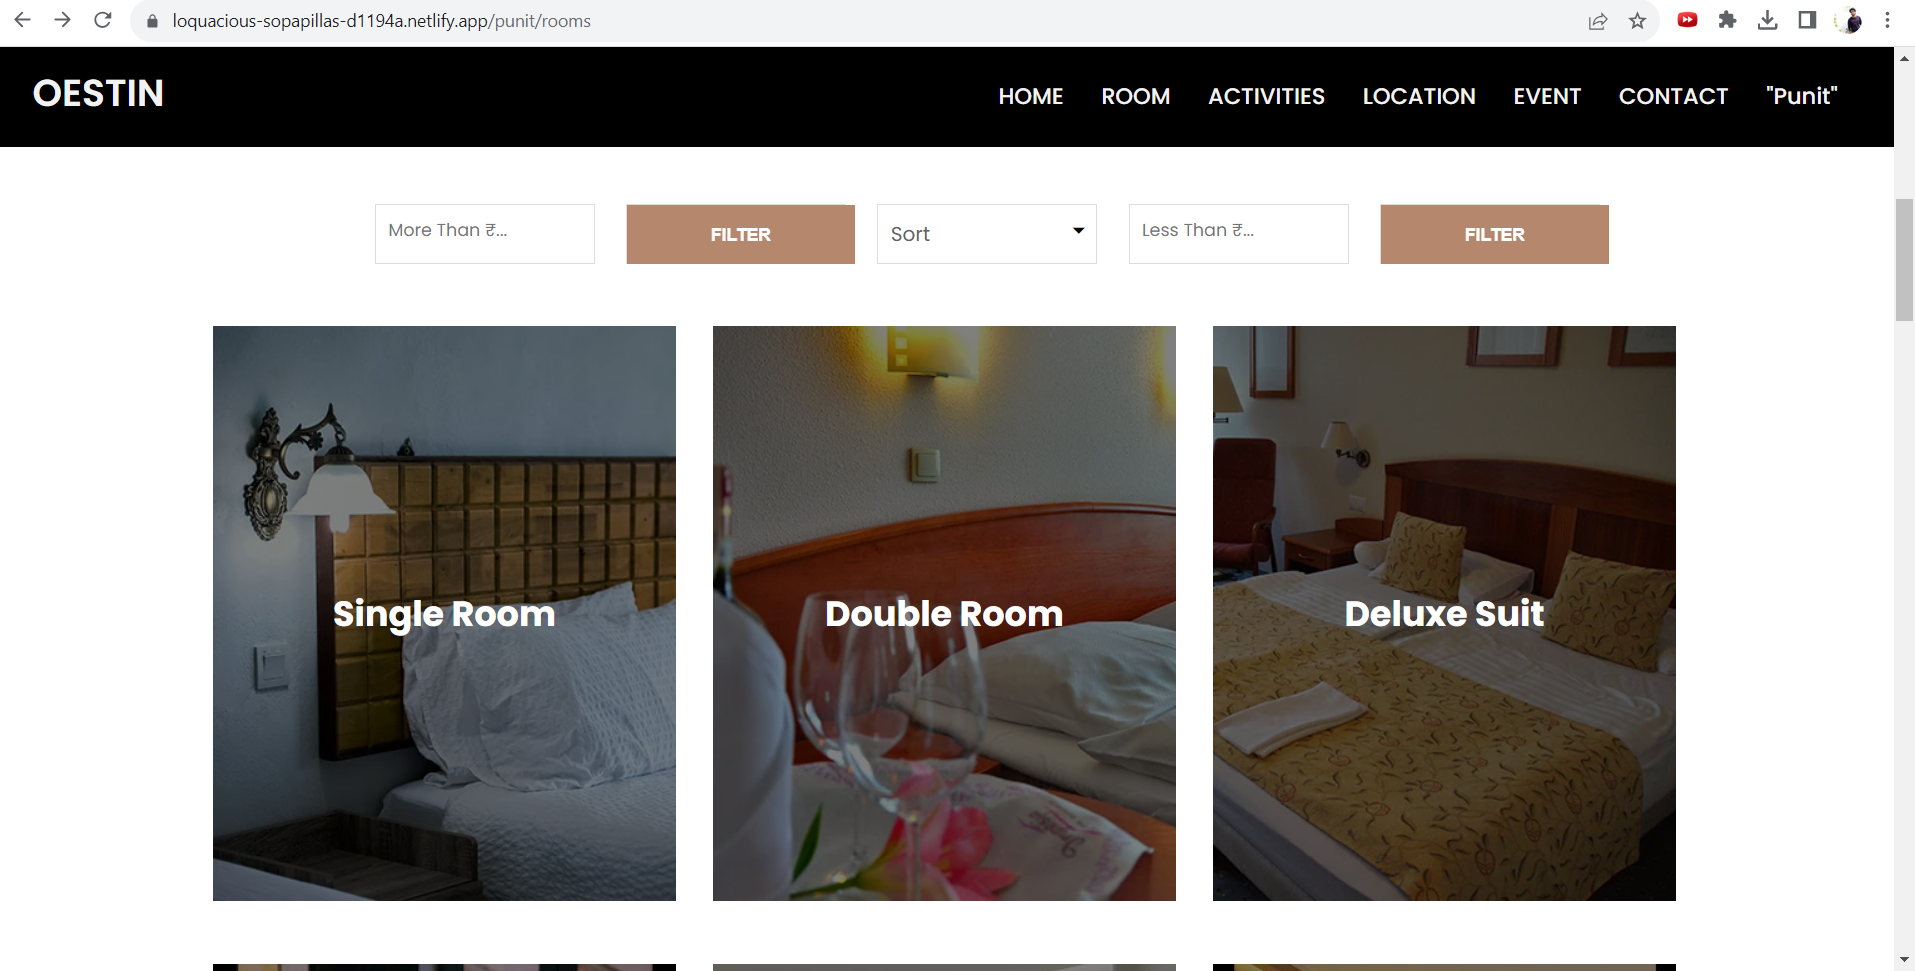 loquacious-sopapillas-d1194a.netlify.app/punit/rooms
OESTIN
HOME ROOM ACTIVITIES LOCATION EVENT CONTACT "Punit"
More Than ₹... FILTER Sort Less Than ₹... FILTER
Single Room Double Room Deluxe Suit